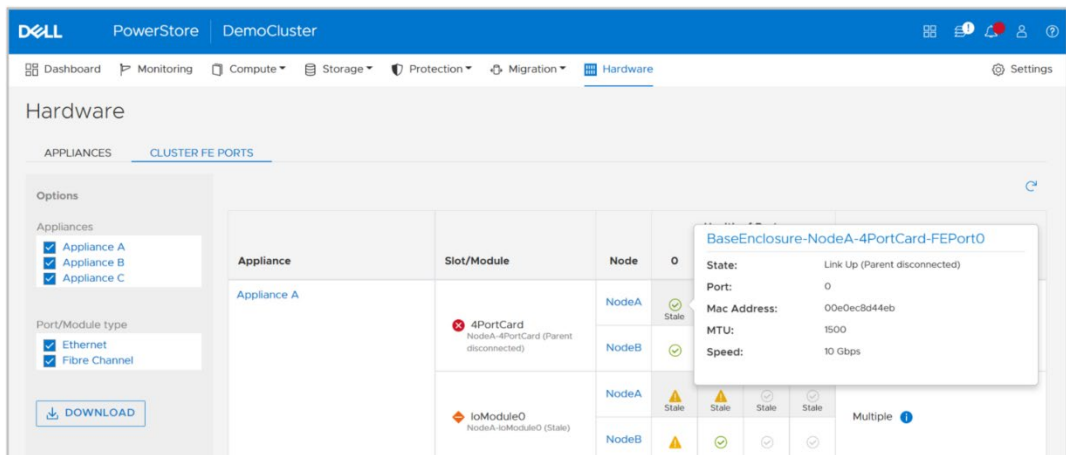 DELL PowerStore DemoCluster
Dashboard Monitoring Compute Storage Protection Migration Hardware Settings
Hardware
APPLIANCES CLUSTER FE PORTS
Options
Appliances
Appliance A
Appliance B
Appliance C
Port/Module type
Ethernet
Fibre Channel
DOWNLOAD
Appliance Slot/Module Node 0
Appliance A
4PortCard
NodeA-4PortCard (Parent
disconnected)
NodeA
Stale
NodeB
IoModule0
NodeA-IoModule0 (Stale)
NodeA
Stale Stale Stale Stale
NodeB
Multiple
BaseEnclosure-NodeA-4PortCard-FEPort0
State: Link Up (Parent disconnected)
Port: 0
Mac Address: 00e0ec8d44eb
MTU: 1500
Speed: 10 Gbps